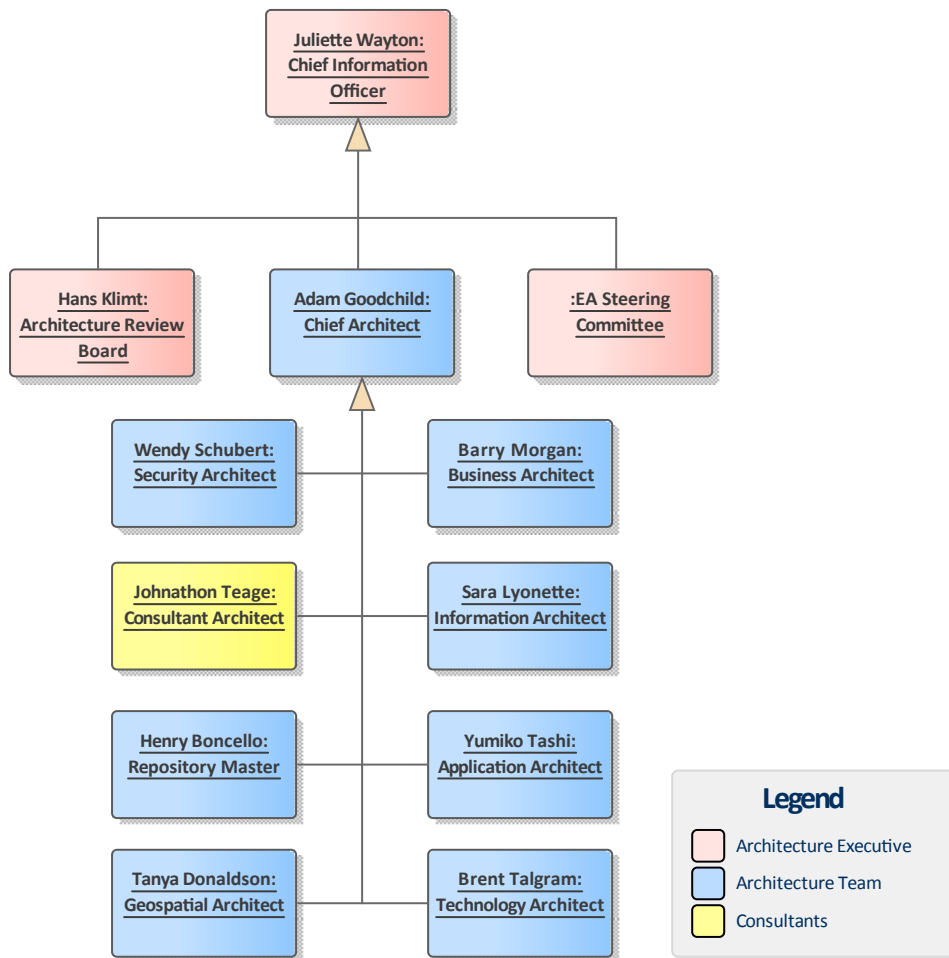 Juliette Wayton:
Chief Information
Officer
Hans Klimt:
Architecture Review
Board
Adam Goodchild:
Chief Architect
:EA Steering
Committee
Wendy Schubert:
Security Architect
Barry Morgan:
Business Architect
Johnathon Teage:
Consultant Architect
Sara Lyonette:
Information Architect
Henry Boncello:
Repository Master
Yumiko Tashi:
Application Architect
Tanya Donaldson:
Geospatial Architect
Brent Talgram:
Technology Architect
Legend
Architecture Executive
Architecture Team
Consultants